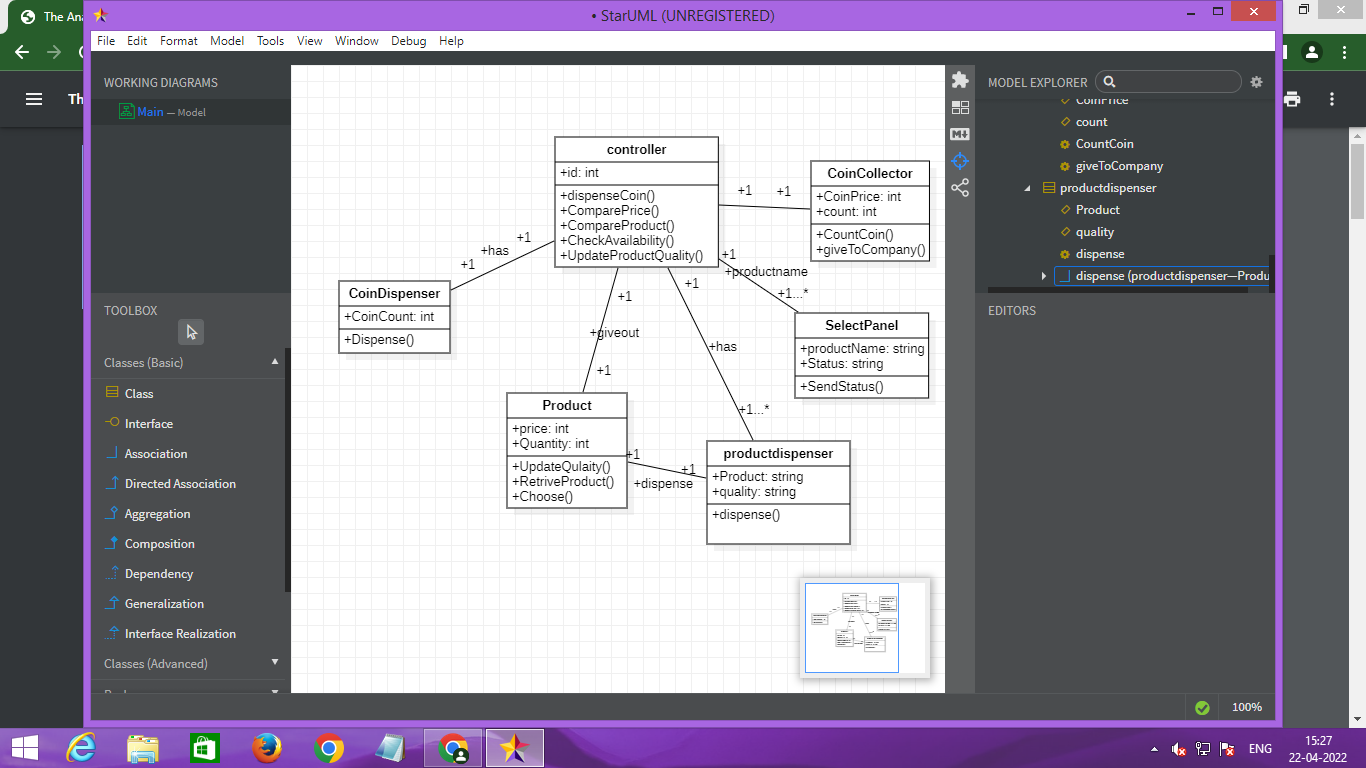 The Ana
• StarUML (UNREGISTERED)
File Edit Format Model Tools View Window Debug Help
Th
WORKING DIAGRAMS
Main — Model
TOOLBOX
Classes (Basic)
Class
Interface
Association
Directed Association
Aggregation
Composition
Dependency
Generalization
Interface Realization
Classes (Advanced)
controller
+id: int
+dispenseCoin()
+ComparePrice()
+CompareProduct()
+CheckAvailability()
+UpdateProductQuality()
+1
+1
CoinCollector
+CoinPrice: int
+count: int
+CountCoin()
+giveToCompany()
+1
+has
+1
CoinDispenser
+CoinCount: int
+Dispense()
+1
+productname
+1...*
SelectPanel
+productName: string
+Status: string
+SendStatus()
+1
+giveout
+1
+1
+has
+1...*
Product
+price: int
+Quantity: int
+UpdateQulaity()
+RetriveProduct()
+Choose()
+1
+1
+dispense
productdispenser
+Product: string
+quality: string
+dispense()
M
MODEL EXPLORER
CoinPrice
count
CountCoin
giveToCompany
productdispenser
Product
quality
dispense
dispense (productdispenser—Produ
EDITORS
100%
ENG
15:27
22-04-2022